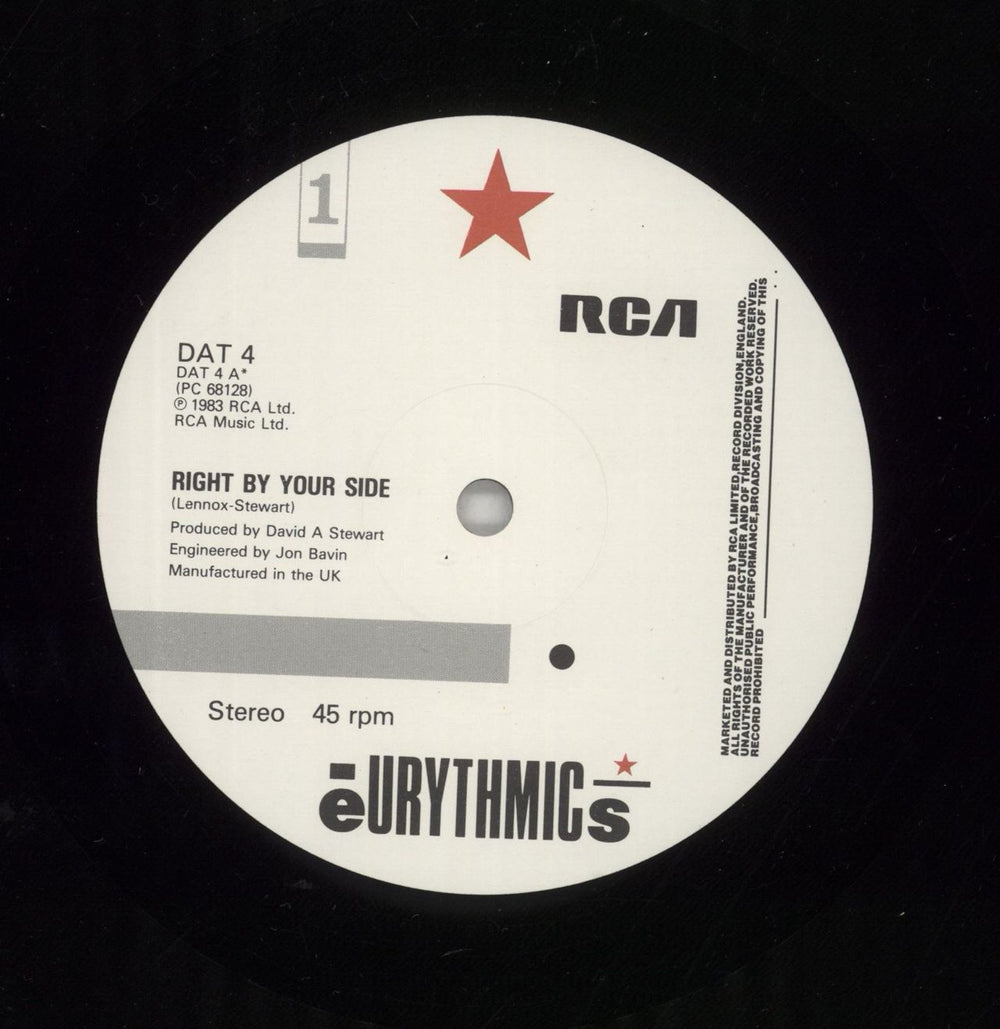 1
RCA
DAT 4
DAT 4 A*
(PC 68128)
℗ 1983 RCA Ltd.
RCA Music Ltd.
RIGHT BY YOUR SIDE
(Lennox-Stewart)
Produced by David A Stewart
Engineered by Jon Bavin
Manufactured in the UK
Stereo 45 rpm
eURYTHMICs
MARKETED AND DISTRIBUTED BY RCA LIMITED,RECORD DIVISION,ENGLAND.
ALL RIGHTS OF THE MANUFACTURER AND OF THE RECORDED WORK RESERVED.
UNAUTHORISED PUBLIC PERFORMANCE,BROADCASTING AND COPYING OF THIS
RECORD PROHIBITED